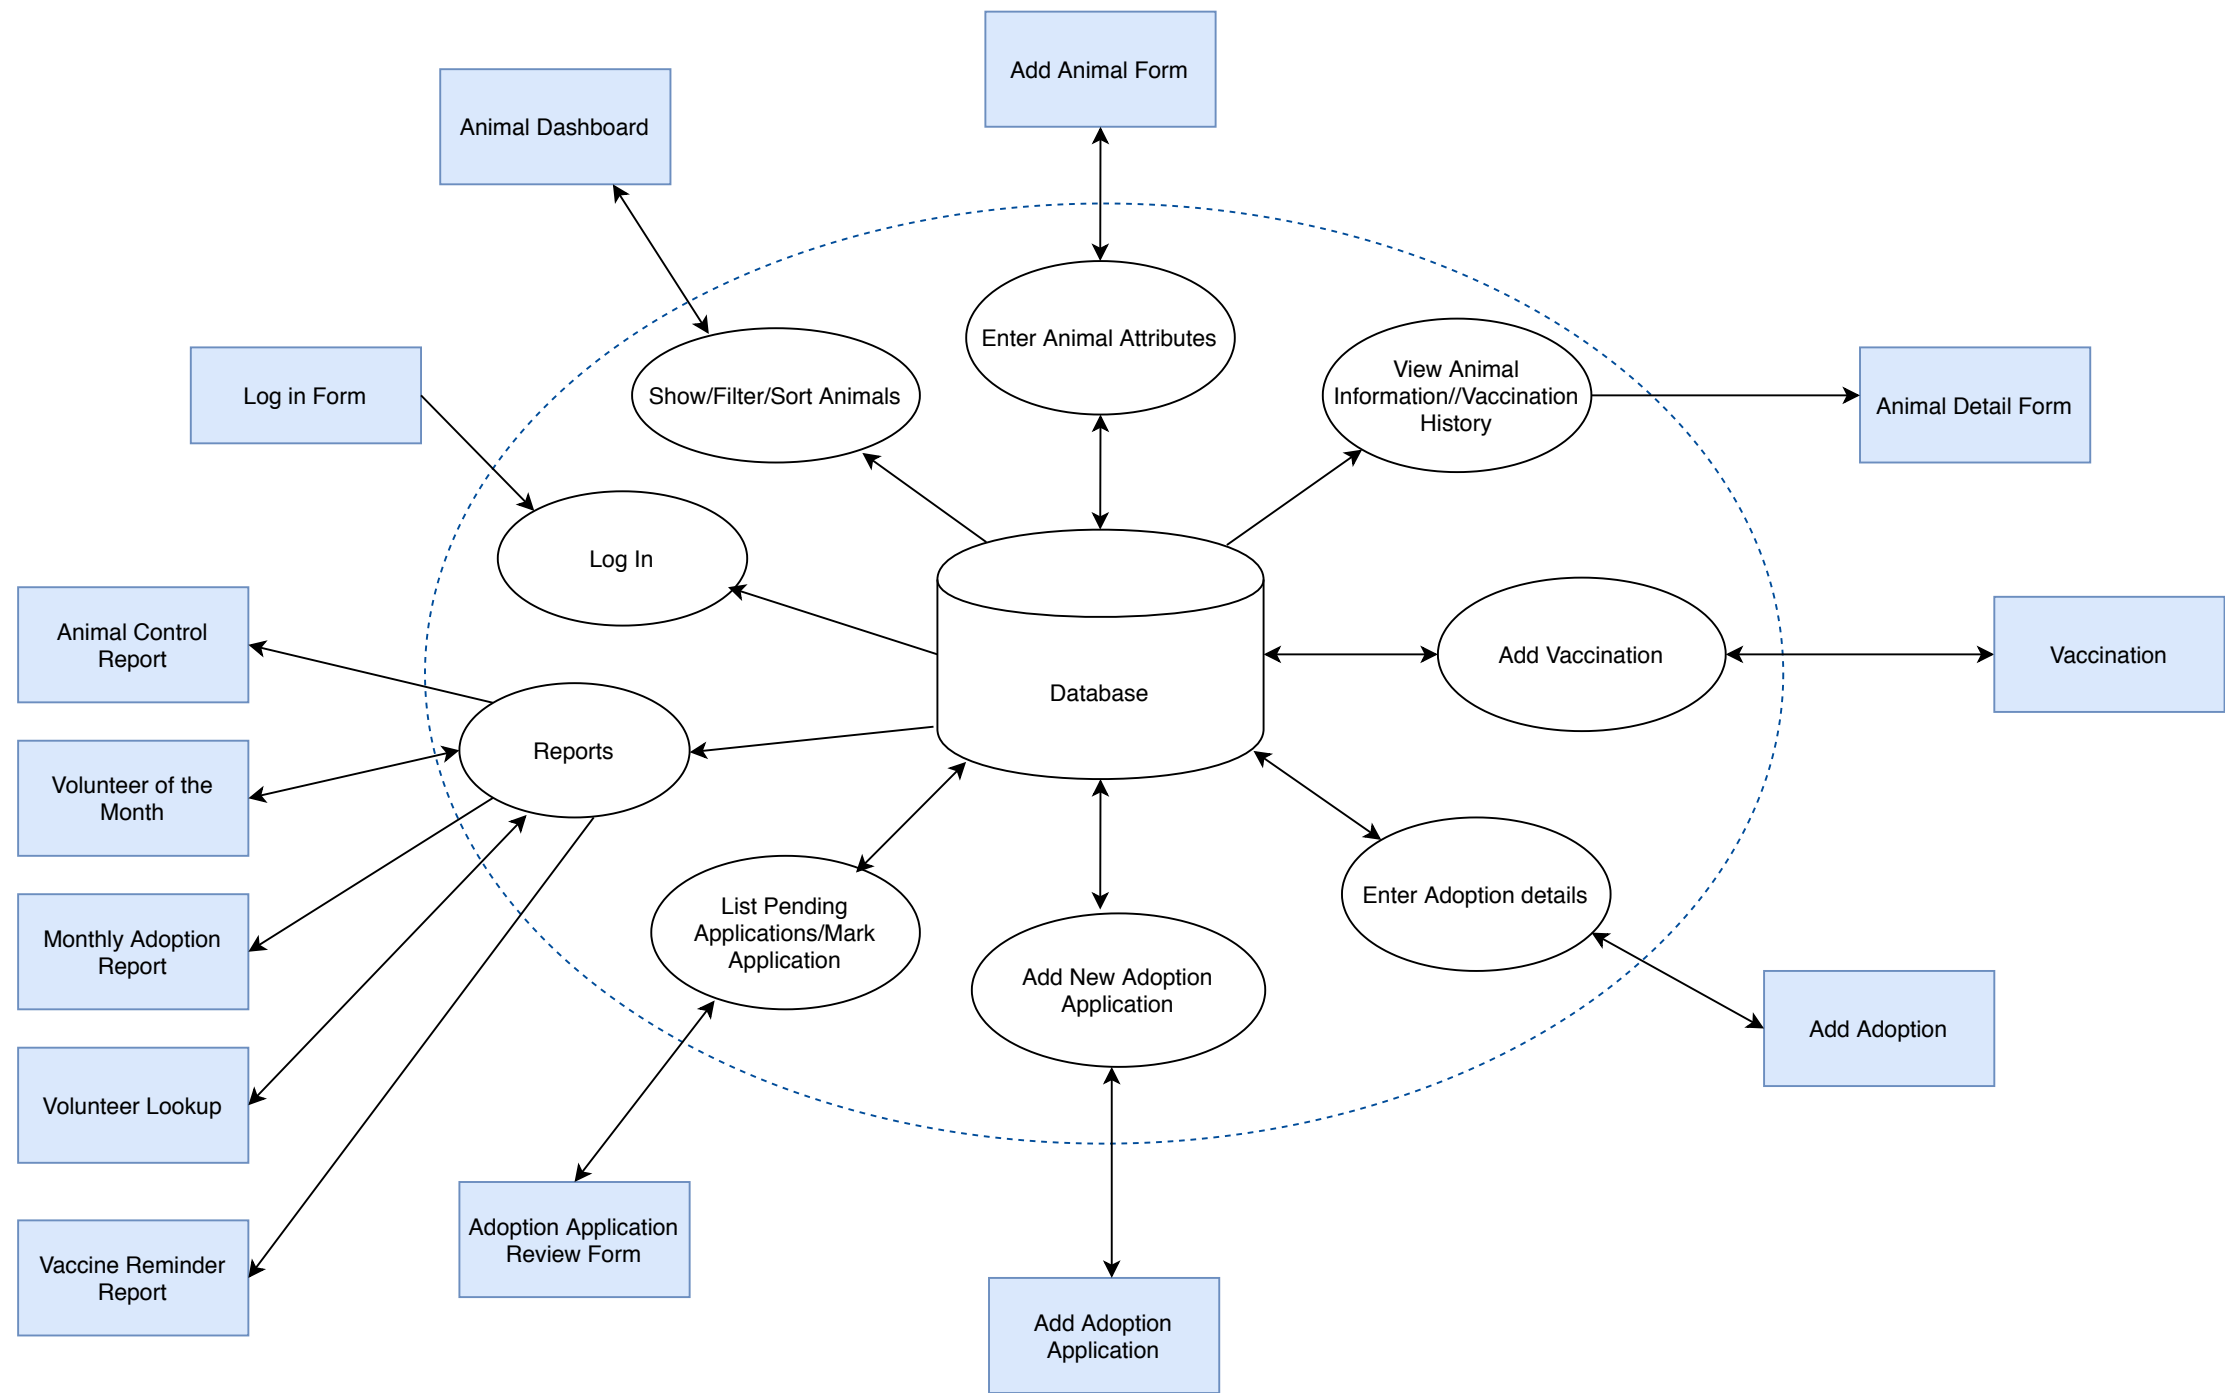 Add Animal Form
Animal Dashboard
Enter Animal Attributes
View Animal
Information//Vaccination
History
Show/Filter/Sort Animals
Log in Form
Animal Detail Form
Log In
Animal Control
Report
Add Vaccination
Vaccination
Database
Reports
Volunteer of the
Month
Enter Adoption details
List Pending
Applications/Mark
Application
Monthly Adoption
Report
Add New Adoption
Application
Add Adoption
Volunteer Lookup
Adoption Application
Review Form
Vaccine Reminder
Report
Add Adoption
Application